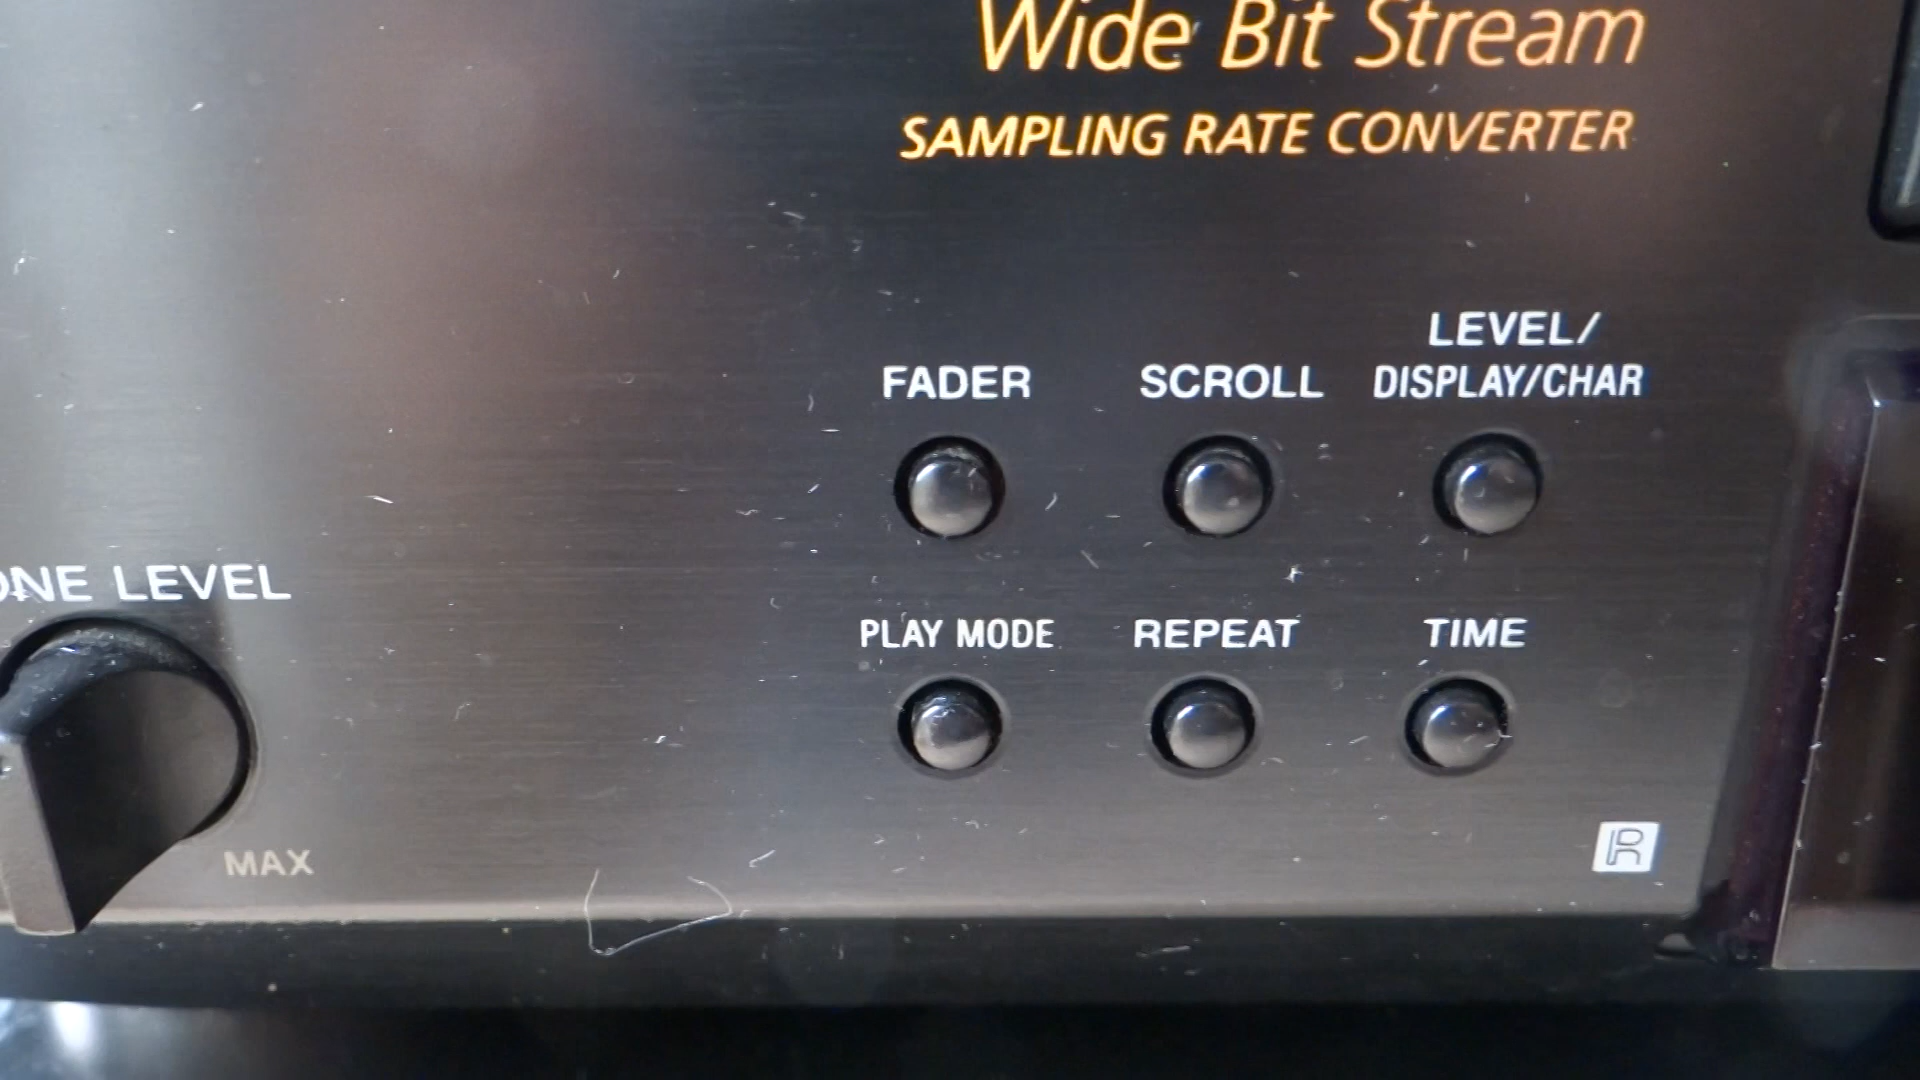 Wide Bit Stream
SAMPLING RATE CONVERTER
LEVEL/
FADER SCROLL DISPLAY/CHAR
ONE LEVEL
PLAY MODE REPEAT TIME
MAX
R